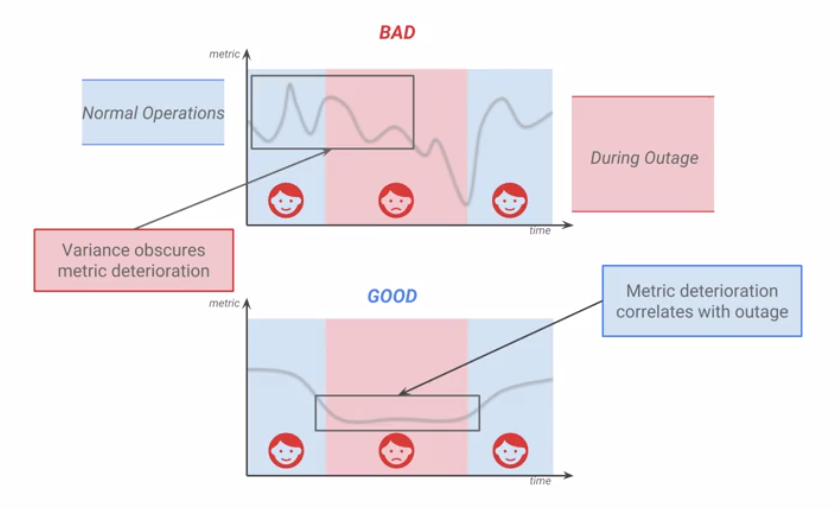 BAD
metric
Normal Operations
During Outage
time
Variance obscures
metric deterioration
GOOD
metric
Metric deterioration
correlates with outage
time